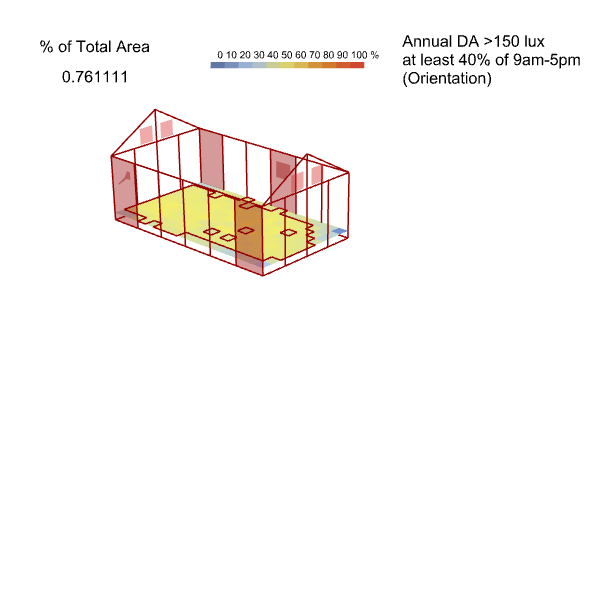 % of Total Area
0.761111
0 10 20 30 40 50 60 70 80 90 100 %
Annual DA >150 lux
at least 40% of 9am-5pm
(Orientation)